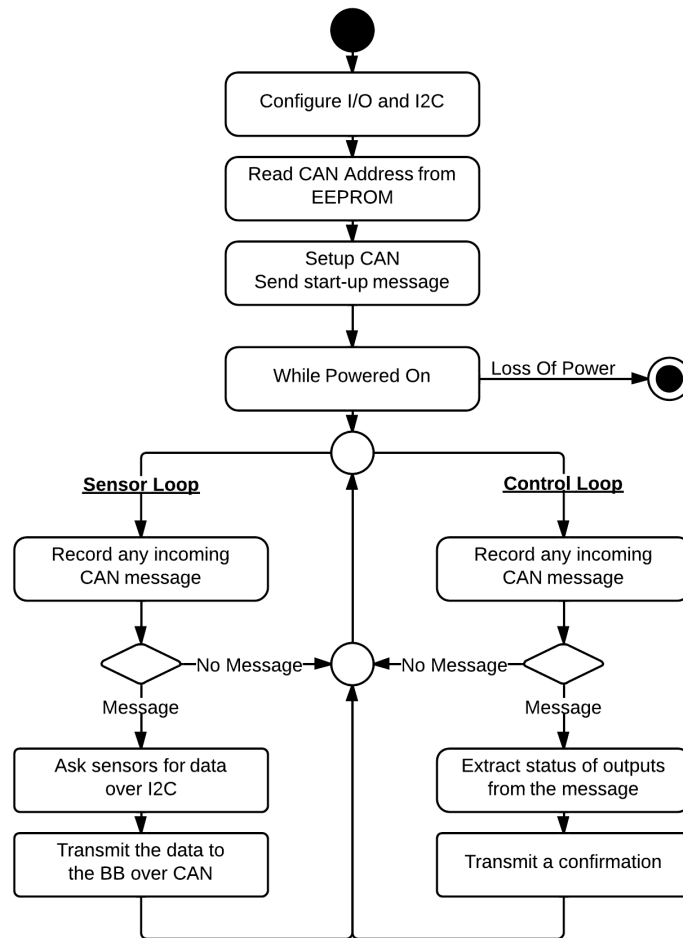 Configure I/O and I2C
Read CAN Address from
EEPROM
Setup CAN
Send start-up message
While Powered On
Loss Of Power
Sensor Loop
Control Loop
Record any incoming
CAN message
Record any incoming
CAN message
No Message
No Message
Message
Message
Ask sensors for data
over I2C
Extract status of outputs
from the message
Transmit the data to
the BB over CAN
Transmit a confirmation